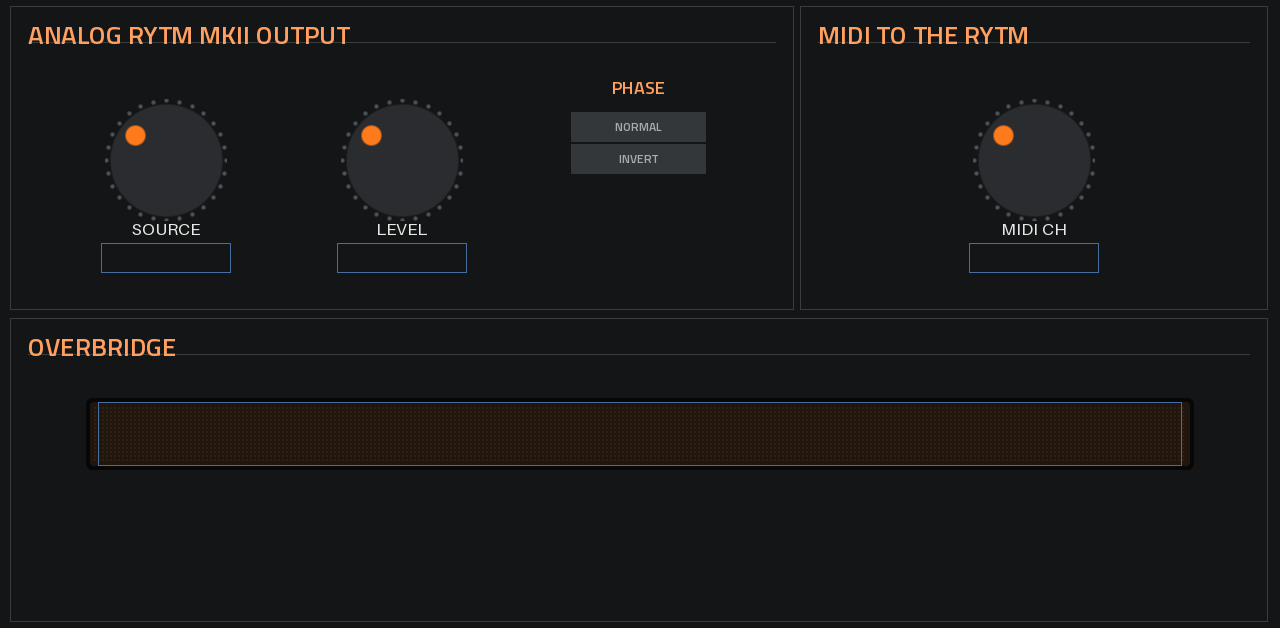 ANALOG RYTM MKII OUTPUT
PHASE
NORMAL
INVERT
SOURCE
LEVEL
MIDI TO THE RYTM
MIDI CH
OVERBRIDGE